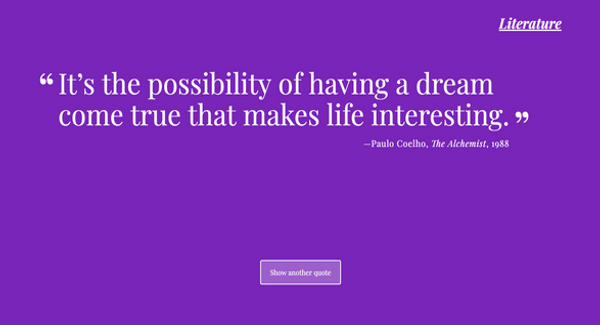 Literature
“ It’s the possibility of having a dream
come true that makes life interesting. ”
—Paulo Coelho, The Alchemist, 1988
Show another quote